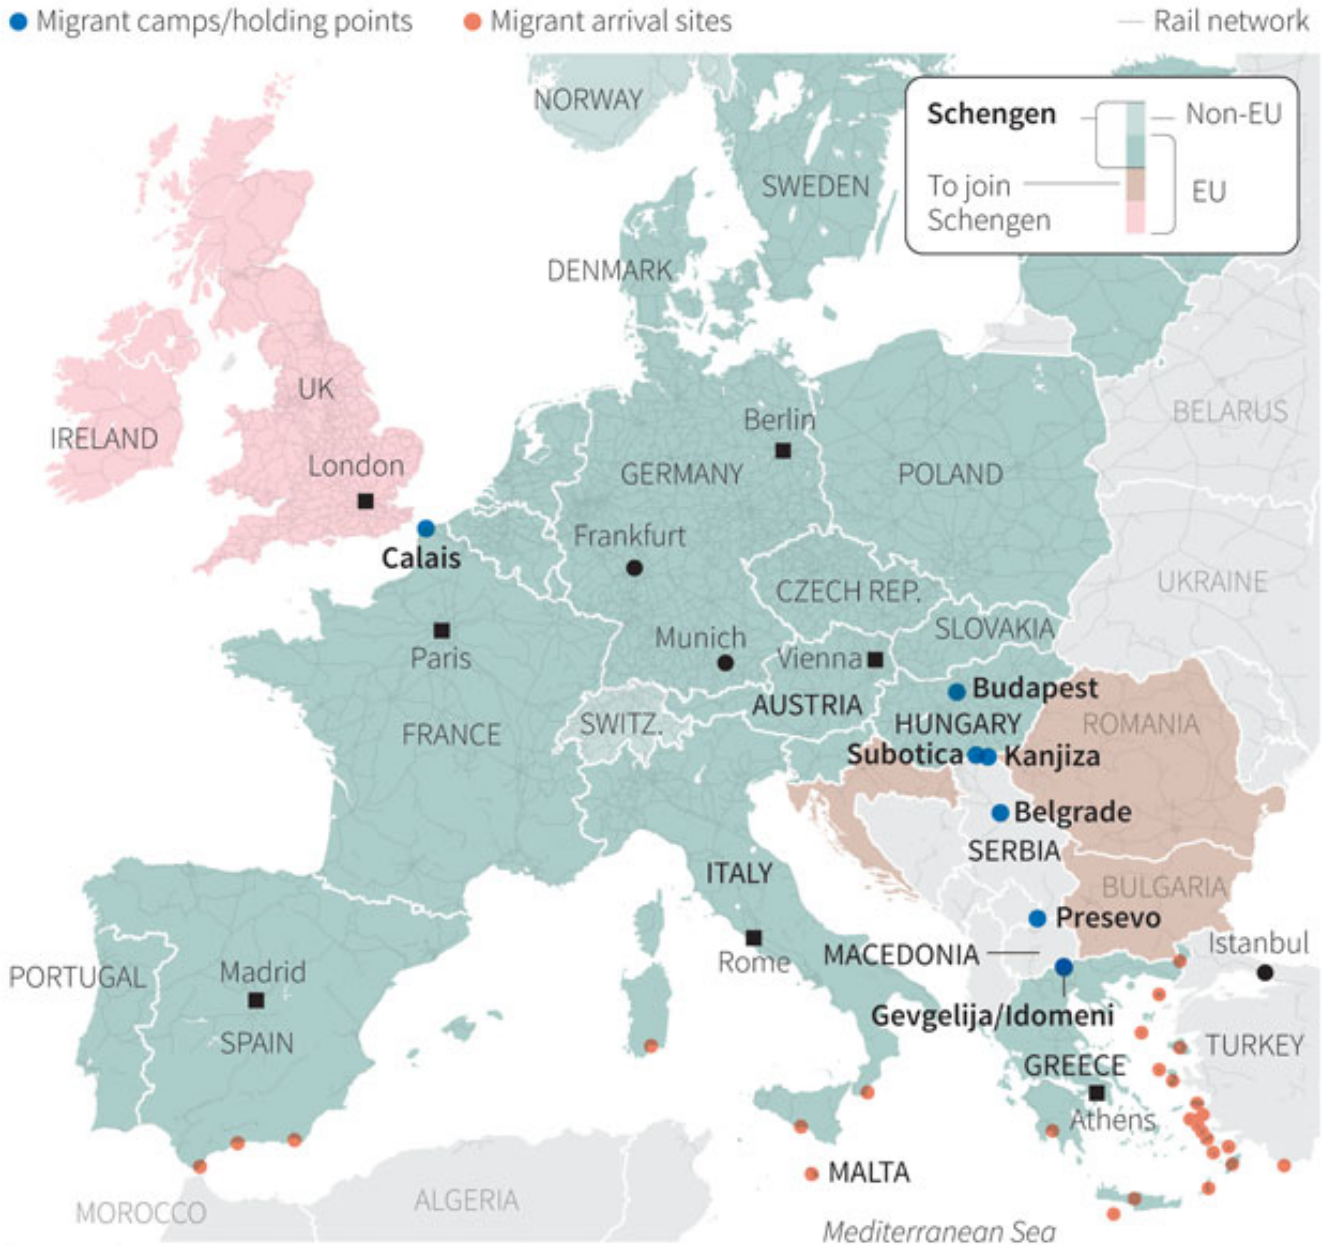 Migrant camps/holding points
Migrant arrival sites
Rail network
NORWAY
Schengen
Non-EU
To join
Schengen
EU
SWEDEN
DENMARK
UK
IRELAND
London
Berlin
GERMANY
POLAND
BELARUS
Calais
Frankfurt
CZECH REP.
UKRAINE
Paris
Munich
Vienna
SLOVAKIA
AUSTRIA
Budapest
FRANCE
SWITZ.
HUNGARY
ROMANIA
Subotica
Kanjiza
Belgrade
SERBIA
ITALY
BULGARIA
Presevo
Rome
MACEDONIA
Istanbul
PORTUGAL
Madrid
SPAIN
Gevgelija/Idomeni
TURKEY
GREECE
Athens
MALTA
MOROCCO
ALGERIA
Mediterranean Sea